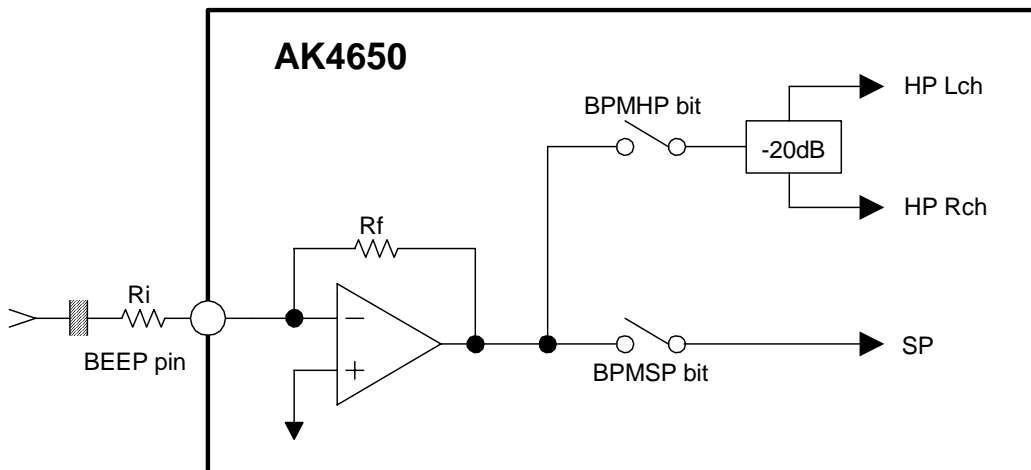 AK4650
HP Lch
BPMHP bit
-20dB
HP Rch
Rf
Ri
−
BEEP pin
+
BPMSP bit
SP